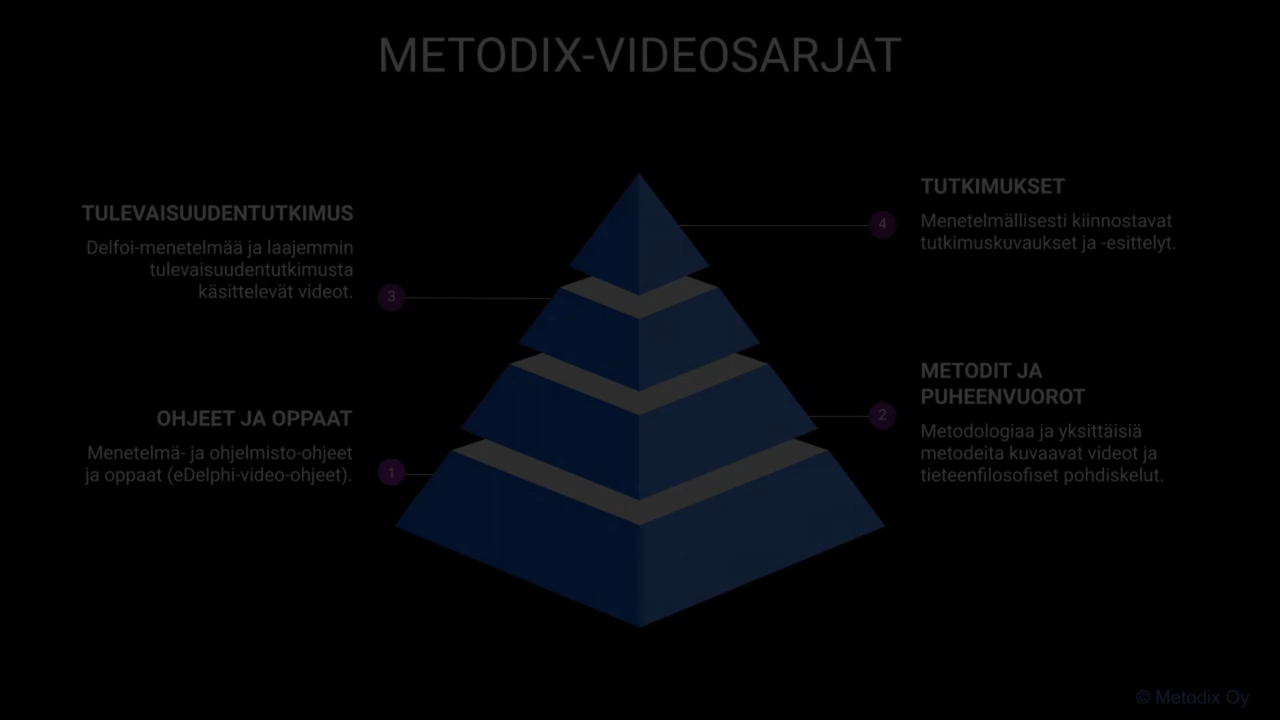 METODIX-VIDEOSARJAT
TULEVAISUUDENTUTKIMUS
Delfoi-menetelmää ja laajemmin
tulevaisuudentutkimusta
käsittelevät videot.
3
TUTKIMUKSET
4
Menetelmällisesti kiinnostavat
tutkimuskuvaukset ja -esittelyt.
OHJEET JA OPPAAT
Menetelmä- ja ohjelmisto-ohjeet
ja oppaat (eDelphi-video-ohjeet).
1
METODIT JA
PUHEENVUOROT
2
Metodologiaa ja yksittäisiä
metodeita kuvaavat videot ja
tieteenfilosofiset pohdiskelut.
© Metodix Oy